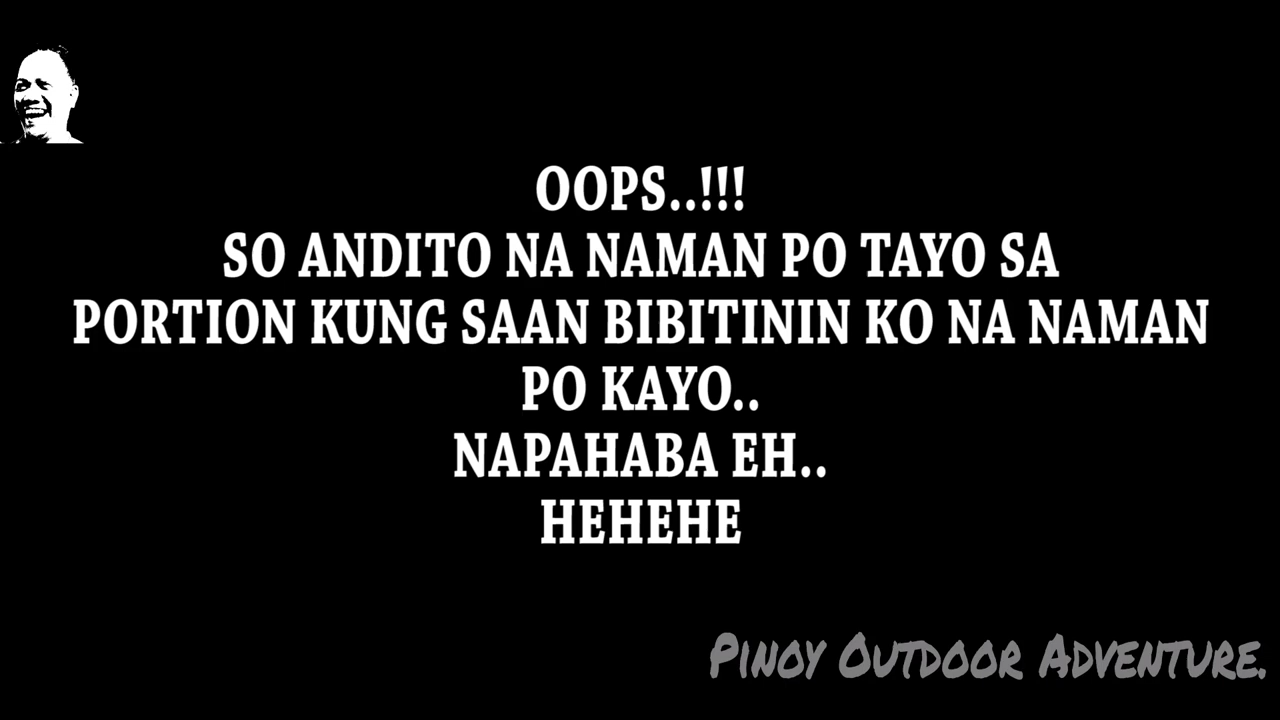 OOPS..!!!
SO ANDITO NA NAMAN PO TAYO SA
PORTION KUNG SAAN BIBITININ KO NA NAMAN
PO KAYO..
NAPAHABA EH..
HEHEHE
PINOY OUTDOOR ADVENTURE.